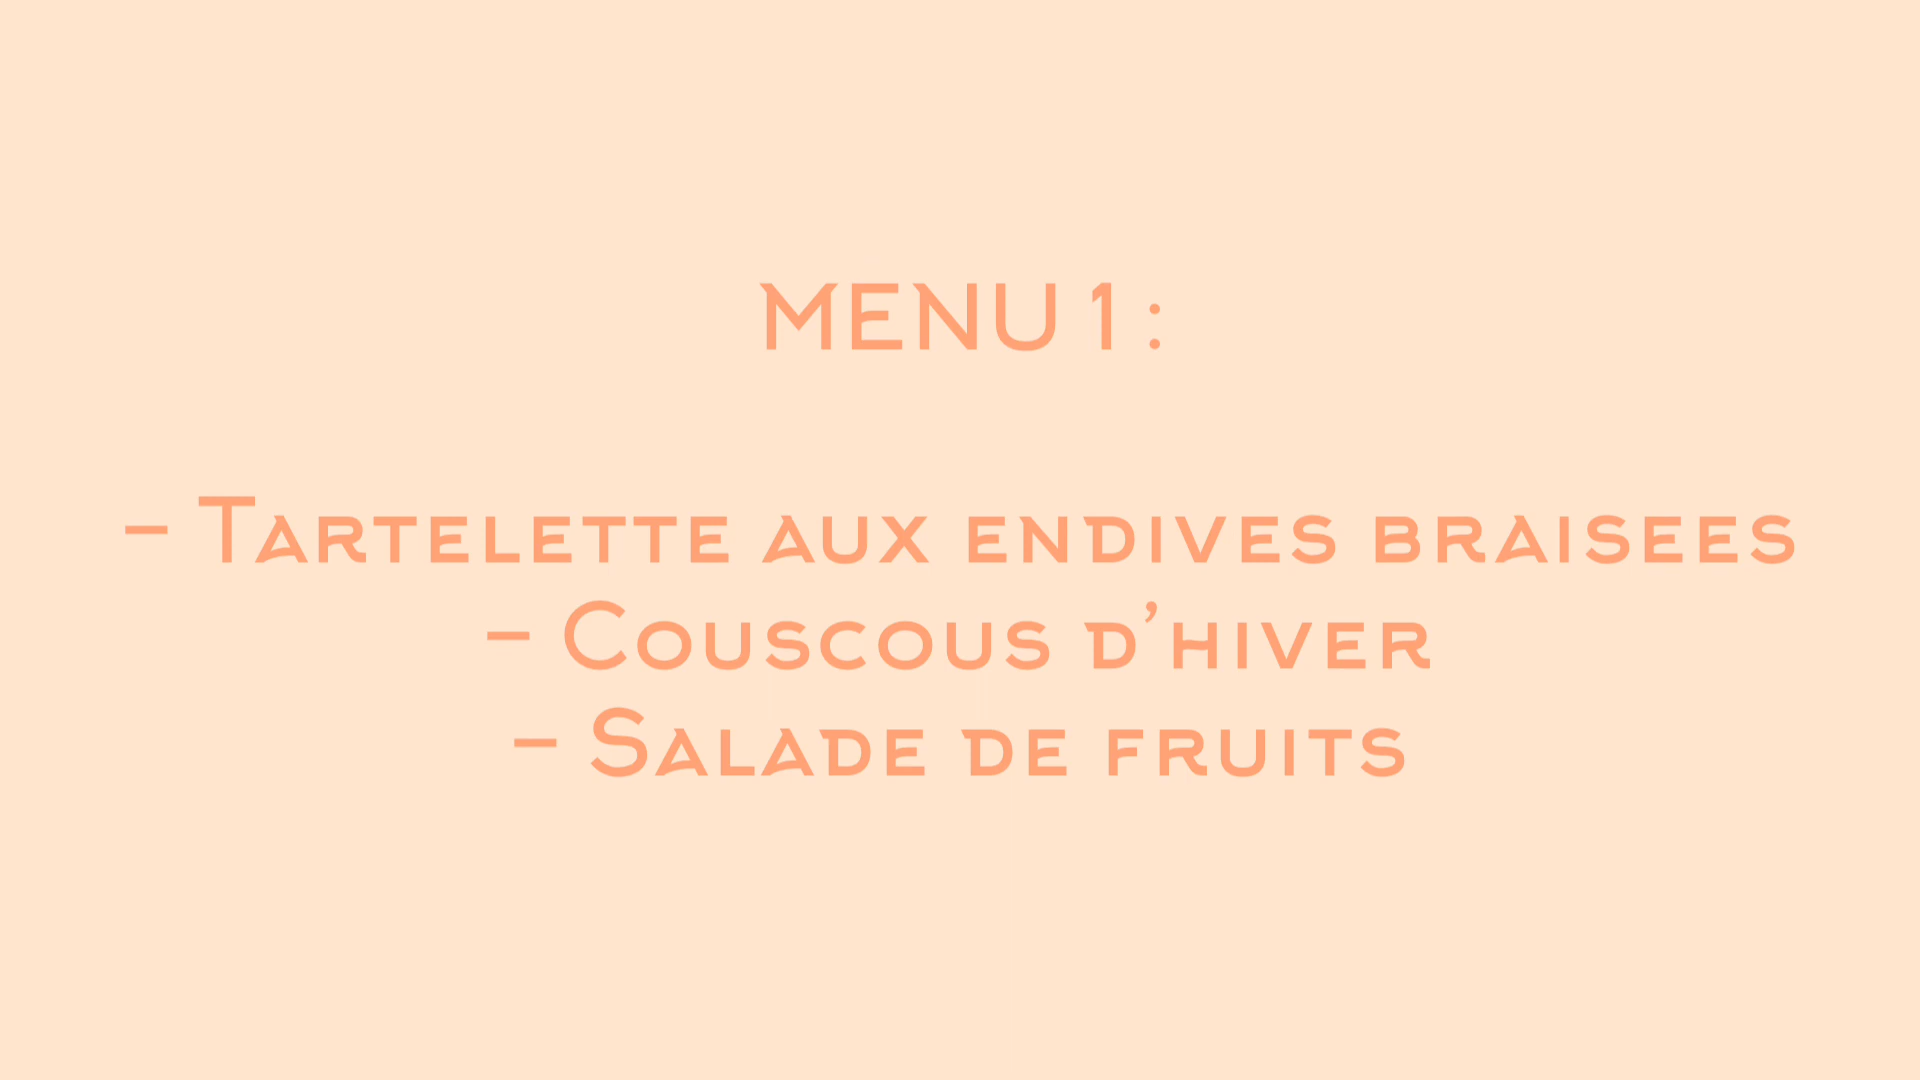 MENU 1 :
- Tartelette aux endives braisees
- Couscous d'hiver
- Salade de fruits